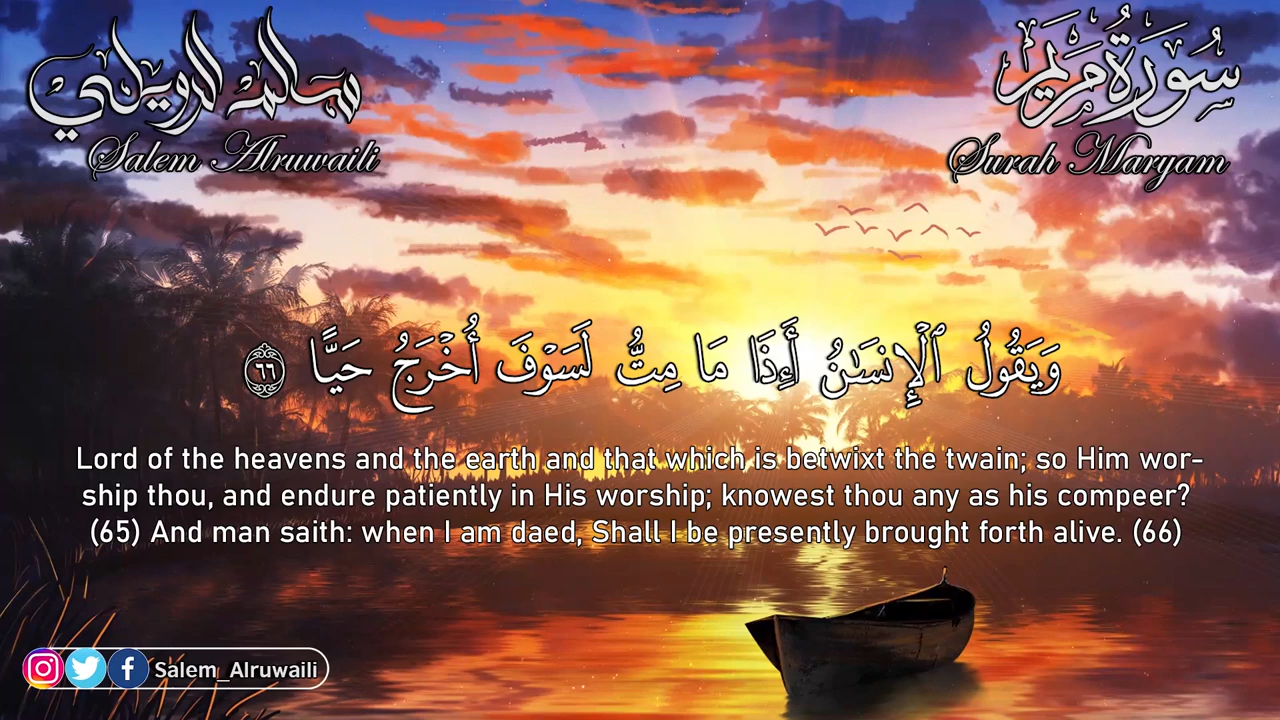 سالم الرويلي
Salem Alruwaili
سُورَةُ مَرْيَم
Surah Maryam
وَيَقُولُ ٱلْإِنسَـٰنُ أَءِذَا مَا مِتُّ لَسَوْفَ أُخْرَجُ حَيًّا ٦٦
Lord of the heavens and the earth and that which is betwixt the twain; so Him wor-
ship thou, and endure patiently in His worship; knowest thou any as his compeer?
(65) And man saith: when I am daed, Shall I be presently brought forth alive. (66)
Salem_Alruwaili